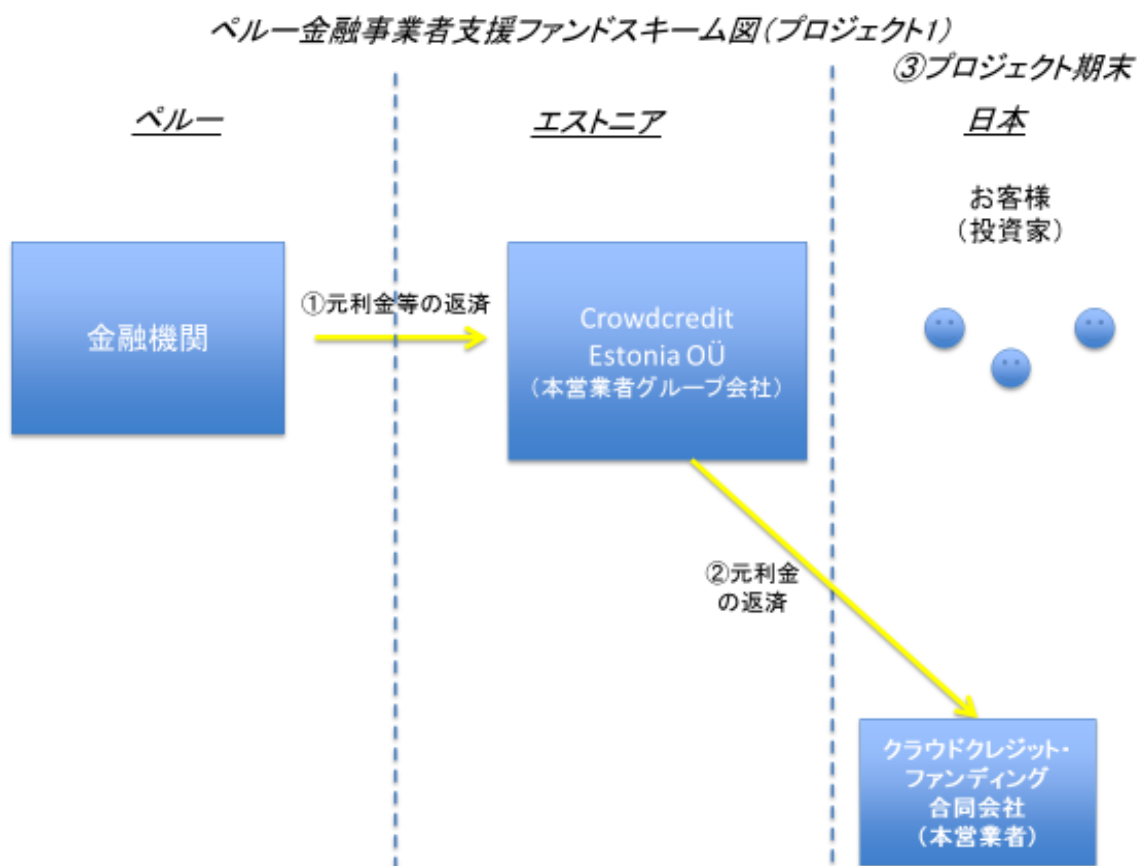 ペルー金融事業者支援ファンドスキーム図(プロジェクト1)
③プロジェクト期末
ペルー
エストニア
日本
お客様
(投資家)
金融機関
①元利金等の返済
Crowdcredit
Estonia OÜ
(本営業者グループ会社)
②元利金
の返済
クラウドクレジット・
ファンディング
合同会社
(本営業者)